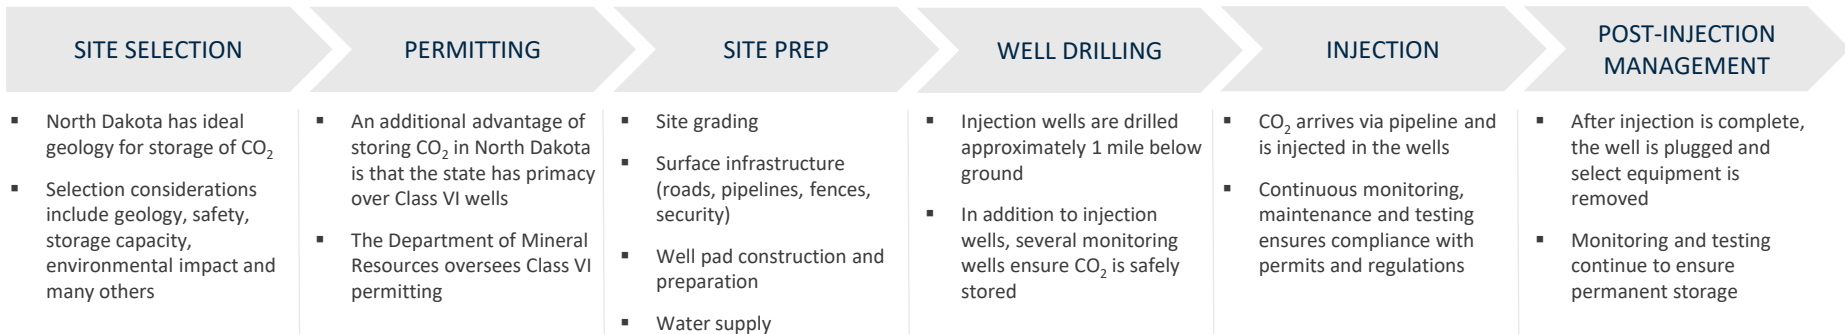 SITE SELECTION
PERMITTING
SITE PREP
WELL DRILLING
INJECTION
POST-INJECTION
MANAGEMENT
▪ North Dakota has ideal
geology for storage of CO₂
▪ Selection considerations
include geology, safety,
storage capacity,
environmental impact and
many others
▪ An additional advantage of
storing CO₂ in North Dakota
is that the state has primacy
over Class VI wells
▪ The Department of Mineral
Resources oversees Class VI
permitting
▪ Site grading
▪ Surface infrastructure
(roads, pipelines, fences,
security)
▪ Well pad construction and
preparation
▪ Water supply
▪ Injection wells are drilled
approximately 1 mile below
ground
▪ In addition to injection
wells, several monitoring
wells ensure CO₂ is safely
stored
▪ CO₂ arrives via pipeline and
is injected in the wells
▪ Continuous monitoring,
maintenance and testing
ensures compliance with
permits and regulations
▪ After injection is complete,
the well is plugged and
select equipment is
removed
▪ Monitoring and testing
continue to ensure
permanent storage